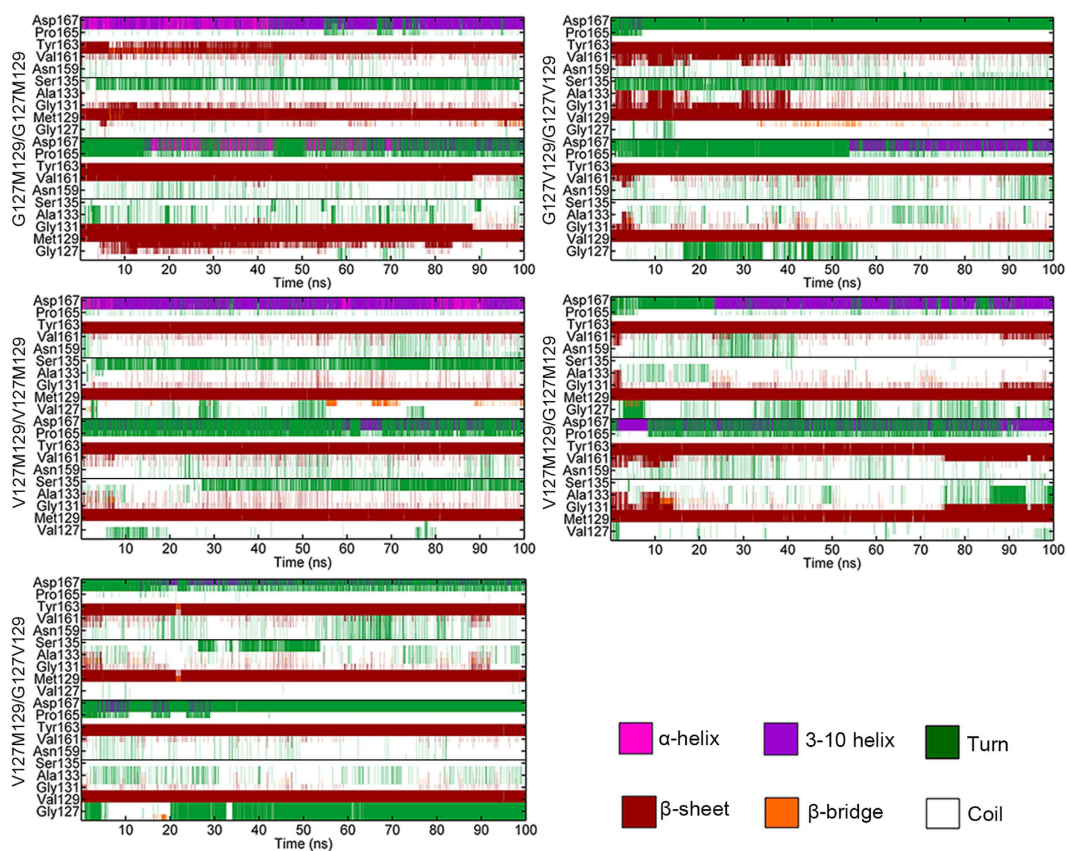 G127M129/G127M129
Asp167
Pro165
Tyr163
Val161
Asn159
Ser135
Ala133
Gly131
Met129
Gly127
Asp167
Pro165
Tyr163
Val161
Asn159
Ser135
Ala133
Gly131
Met129
Gly127
10 20 30 40 50 60 70 80 90 100
Time (ns)
G127V129/G127V129
Asp167
Pro165
Tyr163
Val161
Asn159
Ser135
Ala133
Gly131
Val129
Gly127
Asp167
Pro165
Tyr163
Val161
Asn159
Ser135
Ala133
Gly131
Val129
Gly127
10 20 30 40 50 60 70 80 90 100
Time (ns)
V127M129/V127M129
Asp167
Pro165
Tyr163
Val161
Asn159
Ser135
Ala133
Gly131
Met129
Val127
Asp167
Pro165
Tyr163
Val161
Asn159
Ser135
Ala133
Gly131
Met129
Val127
10 20 30 40 50 60 70 80 90 100
Time (ns)
V127M129/G127M129
Asp167
Pro165
Tyr163
Val161
Asn159
Ser135
Ala133
Gly131
Met129
Gly127
Asp167
Pro165
Tyr163
Val161
Asn159
Ser135
Ala133
Gly131
Met129
Val127
10 20 30 40 50 60 70 80 90 100
Time (ns)
V127M129/G127V129
Asp167
Pro165
Tyr163
Val161
Asn159
Ser135
Ala133
Gly131
Met129
Val127
Asp167
Pro165
Tyr163
Val161
Asn159
Ser135
Ala133
Gly131
Val129
Gly127
10 20 30 40 50 60 70 80 90 100
Time (ns)
α-helix 3-10 helix Turn
β-sheet β-bridge Coil